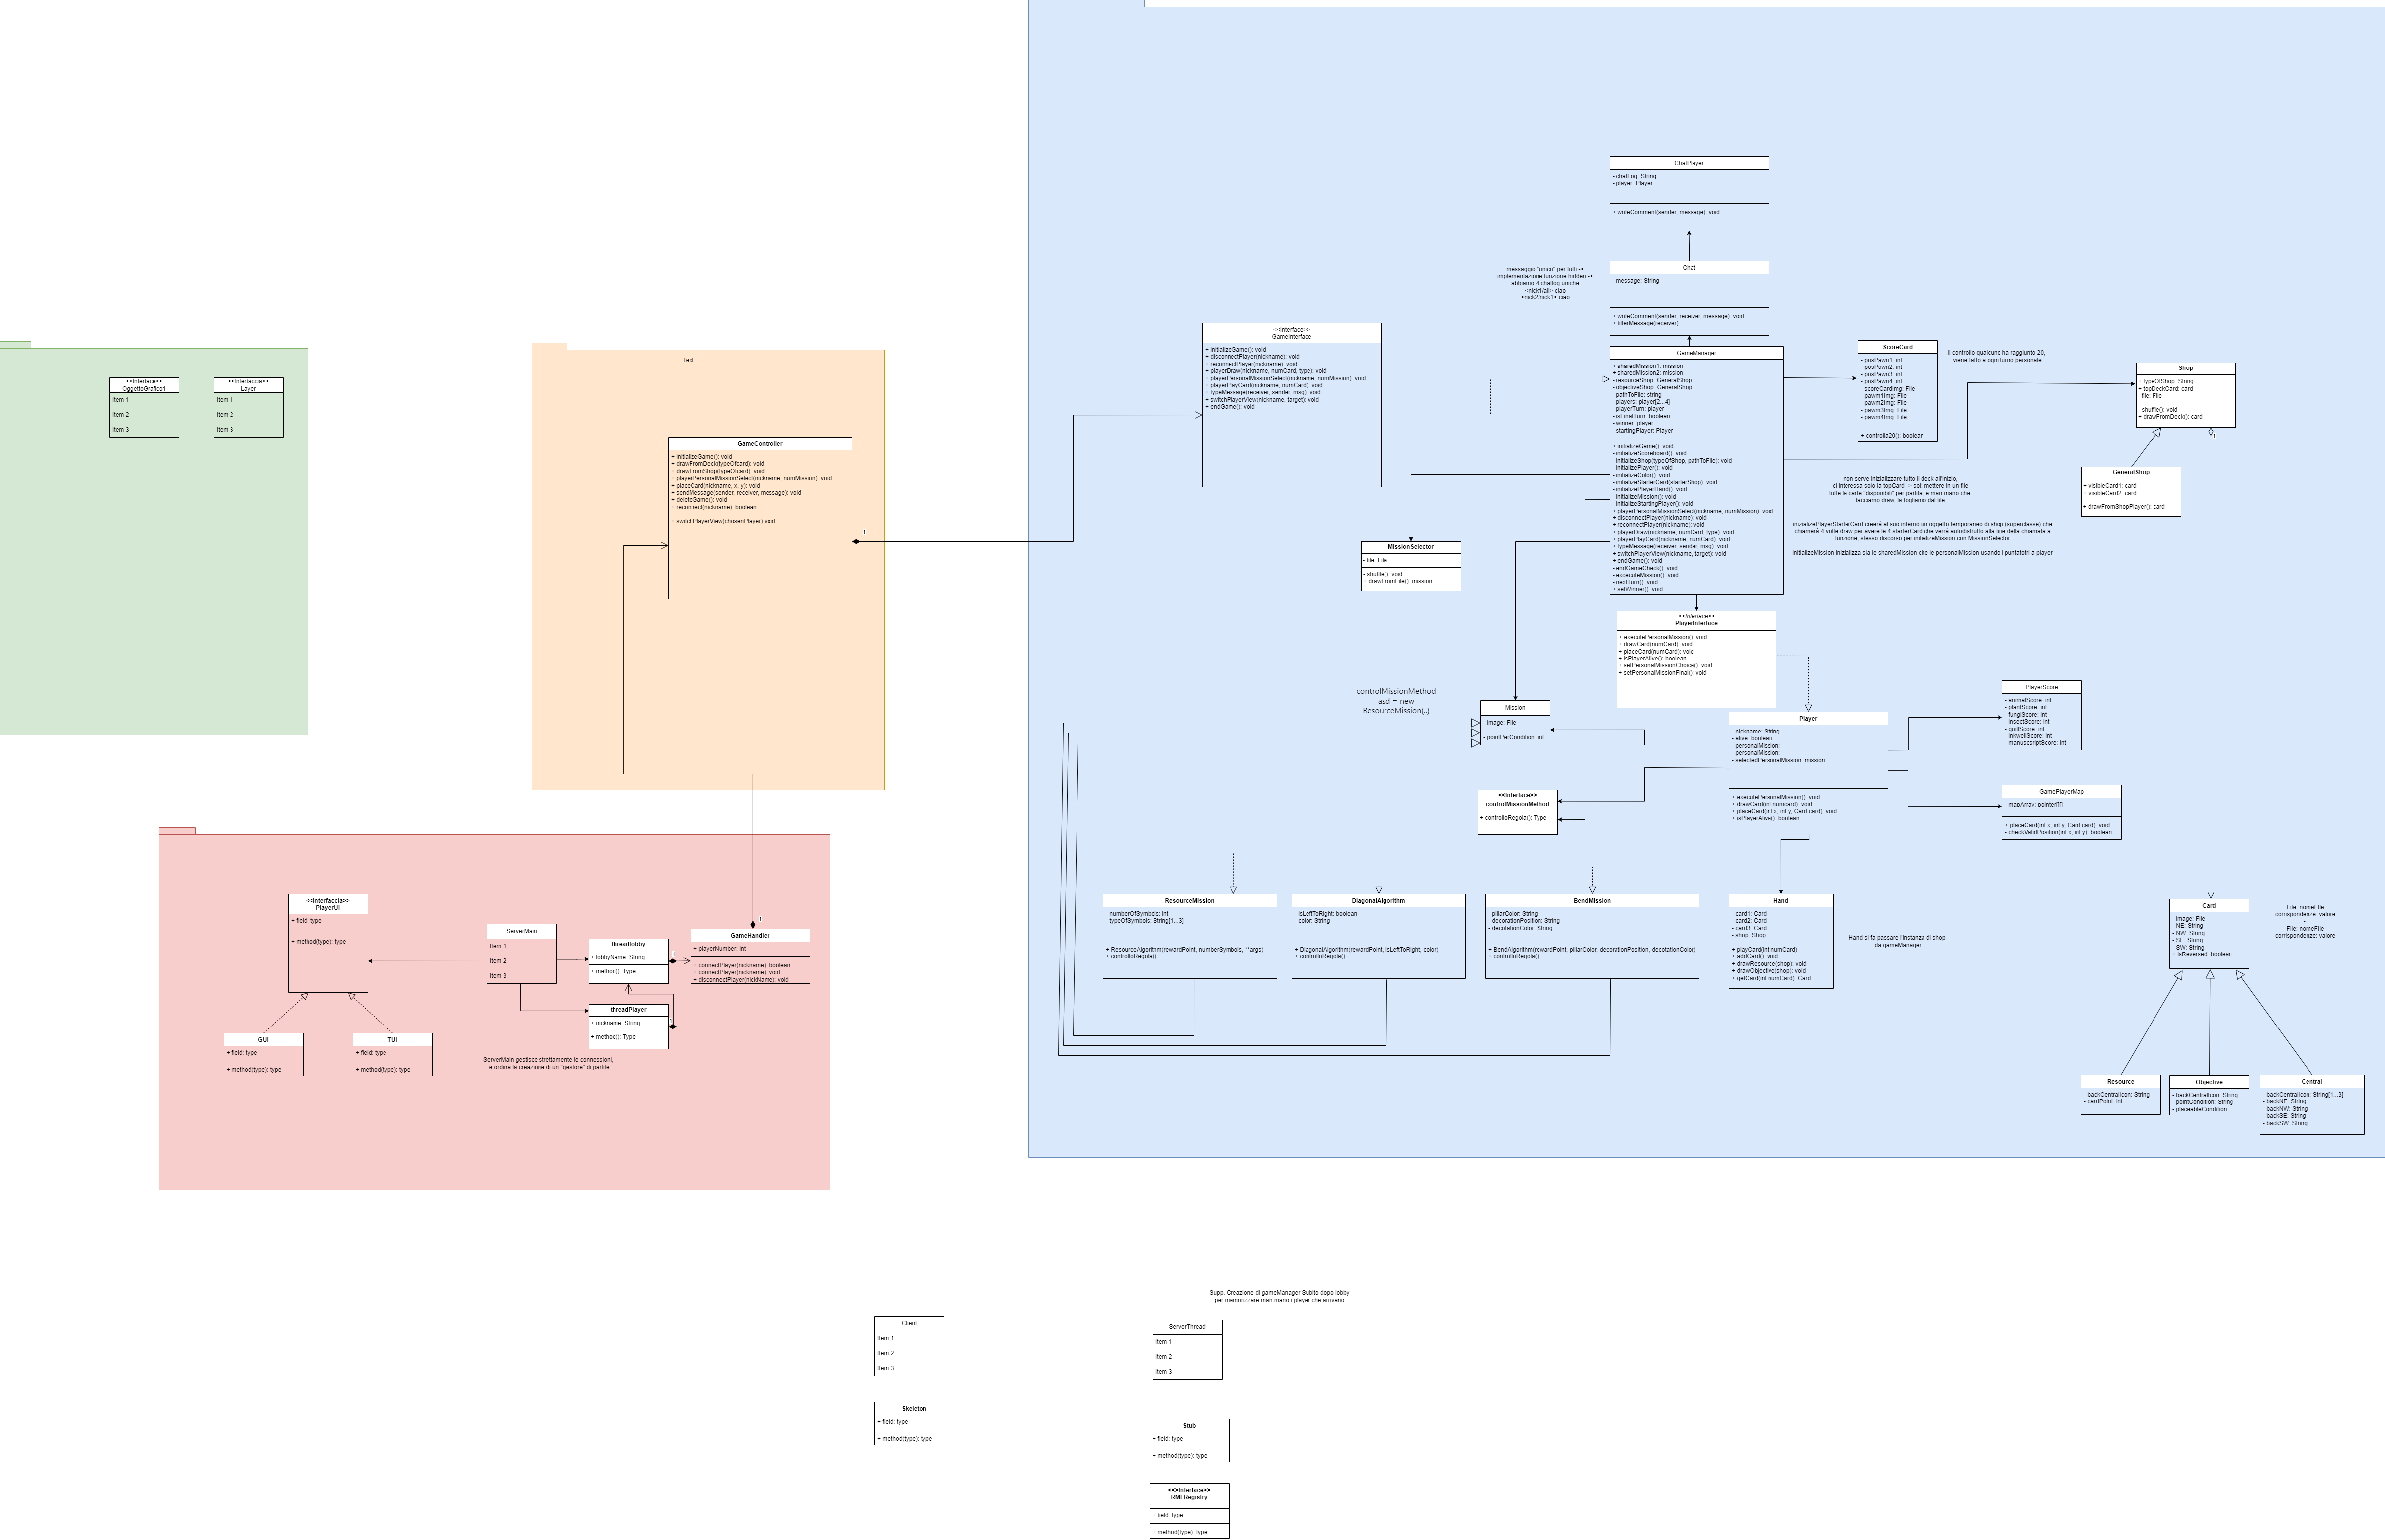 <<Interface>>
OggettoGrafico1
Item 1
Item 2
Item 3
<<Interfaccia>>
Layer
Item 1
Item 2
Item 3
Text
GameController
+ initializeGame(): void
+ drawFromDeck(typeOfcard): void
+ drawFromShop(typeOfcard): void
+ playerPersonalMissionSelect(nickname, numMission): void
+ placeCard(nickname, x, y): void
+ sendMessage(sender, receiver, message): void
+ deleteGame(): void
+ reconnect(nickname): boolean
+ switchPlayerView(chosenPlayer):void
1
<<Interfaccia>>
PlayerUI
+ field: type
+ method(type): type
GUI
+ field: type
+ method(type): type
TUI
+ field: type
+ method(type): type
ServerMain
Item 1
Item 2
Item 3
threadlobby
+ lobbyName: String
+ method(): Type
1
threadPlayer
+ nickname: String
+ method(): Type
1
GameHandler
+ playerNumber: int
+ connectPlayer(nickname): boolean
+ connectPlayer(nickname): void
+ disconnectPlayer(nickName): void
1
ServerMain gestisce strettamente le connessioni,
e ordina la creazione di un "gestore" di partite
ChatPlayer
- chatLog: String
- player: Player
+ writeComment(sender, message): void
messaggio "unico" per tutti ->
implementazione funzione hidden ->
abbiamo 4 chatlog uniche
<nick1/all> ciao
<nick2/nick1> ciao
Chat
- message: String
+ writeComment(sender, receiver, message): void
+ filterMessage(receiver)
<<Interface>>
GameInterface
+ initializeGame(): void
+ disconnectPlayer(nickname): void
+ reconnectPlayer(nickname): void
+ playerDraw(nickname, numCard, type): void
+ playerPersonalMissionSelect(nickname, numMission): void
+ playerPlayCard(nickname, numCard): void
+ typeMessage(receiver, sender, msg): void
+ switchPlayerView(nickname, target): void
+ endGame(): void
GameManager
+ sharedMission1: mission
+ sharedMission2: mission
- resourceShop: GeneralShop
- objectiveShop: GeneralShop
- pathToFile: string
- players: player[2...4]
- playerTurn: player
- isFinalTurn: boolean
- winner: player
- startingPlayer: Player
+ initializeGame(): void
- initializeScoreboard(): void
- initializeShop(typeOfShop, pathToFile): void
- initializePlayer(): void
- initializeColor(): void
- initializeStarterCard(starterShop): void
- initializePlayerHand(): void
- initializeMission(): void
- initializeStartingPlayer(): void
+ playerPersonalMissionSelect(nickname, numMission): void
+ disconnectPlayer(nickname): void
+ reconnectPlayer(nickname): void
+ playerDraw(nickname, numCard, type): void
+ playerPlayCard(nickname, numCard): void
+ typeMessage(receiver, sender, msg): void
+ switchPlayerView(nickname, target): void
+ endGame(): void
- endGameCheck(): void
- excecuteMission(): void
- nextTurn(): void
+ setWinner(): void
ScoreCard
- posPawn1: int
- posPawn2: int
- posPawn3: int
- posPawn4: int
- scoreCardImg: File
- pawm1Img: File
- pawm2Img: File
- pawm3Img: File
- pawm4Img: File
+ controlla20(): boolean
Il controllo qualcuno ha raggiunto 20,
viene fatto a ogni turno personale
Shop
+ typeOfShop: String
+ topDeckCard: card
- file: File
- shuffle(): void
+ drawFromDeck(): card
1
GeneralShop
+ visibleCard1: card
+ visibleCard2: card
+ drawFromShopPlayer(): card
non serve inizializzare tutto il deck all'inizio,
ci interessa solo la topCard -> sol: mettere in un file
tutte le carte "disponibili" per partita, e man mano che
facciamo draw, la togliamo dal file
inizializePlayerStarterCard creerà al suo interno un oggetto temporaneo di shop (superclasse) che
chiamerà 4 volte draw per avere le 4 starterCard che verrà autodistrutto alla fine della chiamata a
funzione; stesso discorso per initializeMission con MissionSelector
initializeMission inizializza sia le sharedMission che le personalMission usando i puntatotri a player
MissionSelector
- file: File
- shuffle(): void
+ drawFromFile(): mission
<<interface>>
PlayerInterface
+ executePersonalMission(): void
+ drawCard(numCard): void
+ placeCard(numCard): void
+ isPlayerAlive(): boolean
+ setPersonalMissionChoice(): void
+ setPersonalMissionFinal(): void
controlMissionMethod
asd = new
ResourceMission(..)
Mission
- image: File
- pointPerCondition: int
Player
- nickname: String
- alive: boolean
- personalMission:
- personalMission:
- selectedPersonalMission: mission
+ executePersonalMission(): void
+ drawCard(int numcard): void
+ placeCard(int x, int y, Card card): void
+ isPlayerAlive(): boolean
PlayerScore
- animalScore: int
- plantScore: int
- fungiScore: int
- insectScore: int
- quillScore: int
- inkwellScore: int
- manuscsriptScore: int
GamePlayerMap
- mapArray: pointer[][]
+ placeCard(int x, int y, Card card): void
- checkValidPosition(int x, int y): boolean
<<Interface>>
controlMissionMethod
+ controlloRegola(): Type
ResourceMission
- numberOfSymbols: int
- typeOfSymbols: String[1...3]
+ ResourceAlgorithm(rewardPoint, numberSymbols, **args)
+ controlloRegola()
DiagonalAlgorithm
- isLeftToRight: boolean
- color: String
+ DiagonalAlgorithm(rewardPoint, isLeftToRight, color)
+ controlloRegola()
BendMission
- pillarColor: String
- decorationPosition: String
- decotationColor: String
+ BendAlgorithm(rewardPoint, pillarColor, decorationPosition, decotationColor)
+ controlloRegola()
Hand
- card1: Card
- card2: Card
- card3: Card
- shop: Shop
+ playCard(int numCard)
+ addCard(): void
+ drawResource(shop): void
+ drawObjective(shop): void
+ getCard(int numCard): Card
Hand si fa passare l'instanza di shop
da gameManager
Card
- image: File
- NE: String
- NW: String
- SE: String
- SW: String
+ isReversed: boolean
File: nomeFIle
corrispondenze: valore
-
File: nomeFIle
corrispondenze: valore
Resource
- backCentralIcon: String
- cardPoint: int
Objective
- backCentralIcon: String
- pointCondition: String
- placeableCondition
Central
- backCentralIcon: String[1...3]
- backNE: String
- backNW: String
- backSE: String
- backSW: String
Supp. Creazione di gameManager Subito dopo lobby
per memorizzare man mano i player che arrivano
Client
Item 1
Item 2
Item 3
ServerThread
Item 1
Item 2
Item 3
Skeleton
+ field: type
+ method(type): type
Stub
+ field: type
+ method(type): type
<<>Interface>>
RMI Registry
+ field: type
+ method(type): type